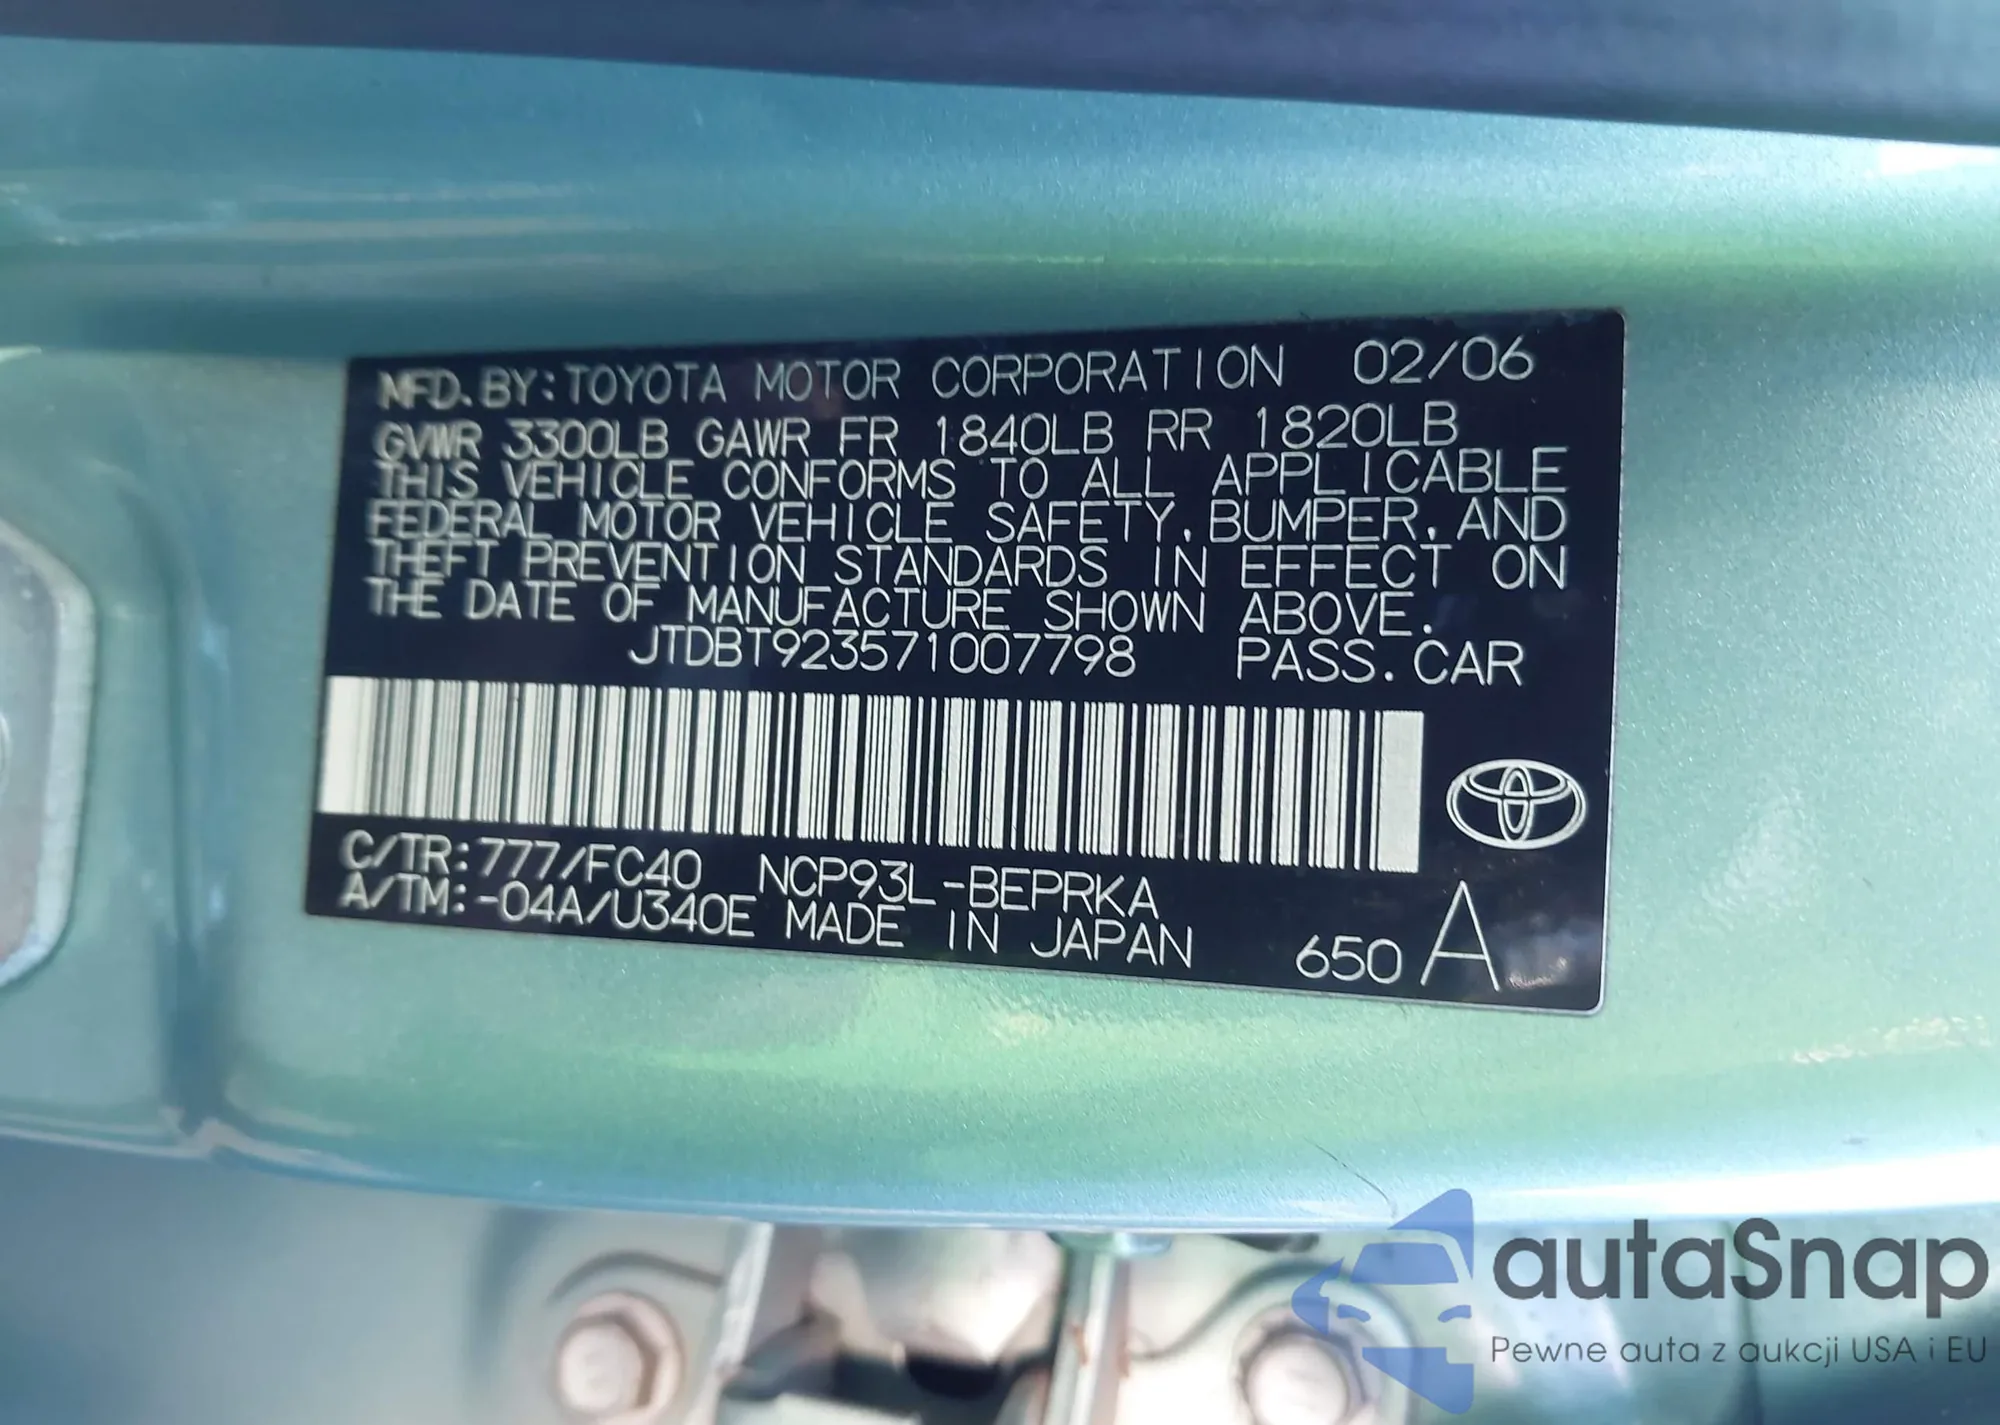 MFD. BY: TOYOTA MOTOR CORPORATION 02/06
GVWR 3300LB GAWR FR 1840LB RR 1820LB
THIS VEHICLE CONFORMS TO ALL APPLICABLE
FEDERAL MOTOR VEHICLE SAFETY, BUMPER, AND
THEFT PREVENTION STANDARDS IN EFFECT ON
THE DATE OF MANUFACTURE SHOWN ABOVE.
JTDBT923571007798 PASS. CAR
C/TR: 777/FC40 NCP93L-BEPRKA
A/TM: -04A/U340E MADE IN JAPAN 650 A
autaSnap
Pewne auta z aukcji USA i EU